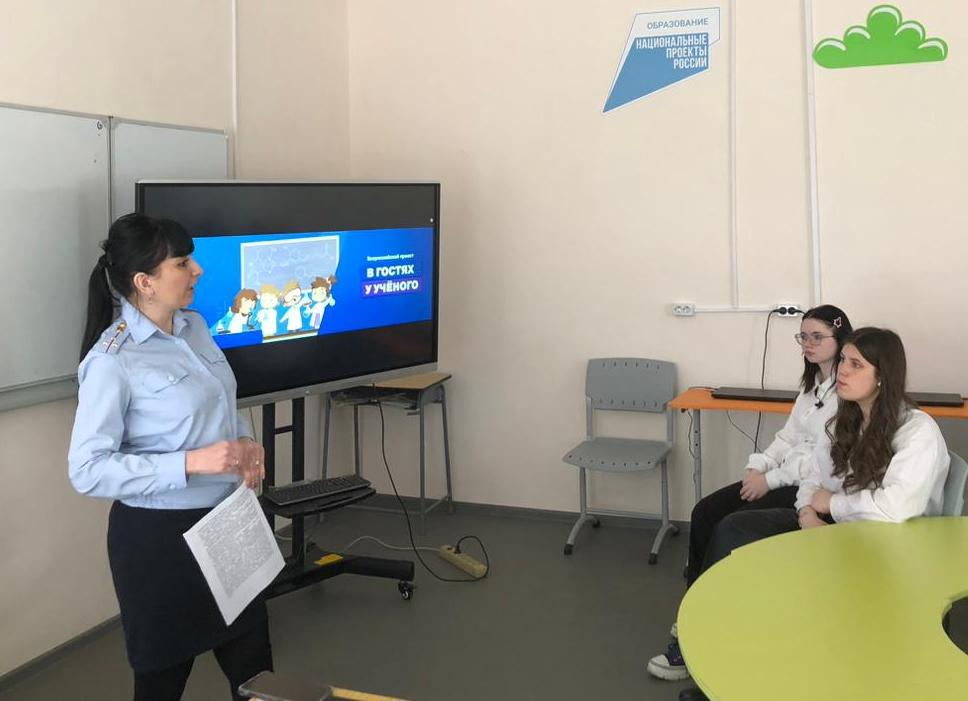 ОБРАЗОВАНИЕ
НАЦИОНАЛЬНЫЕ
ПРОЕКТЫ
РОССИИ
Всероссийский проект
В ГОСТЯХ
У УЧЁНОГО